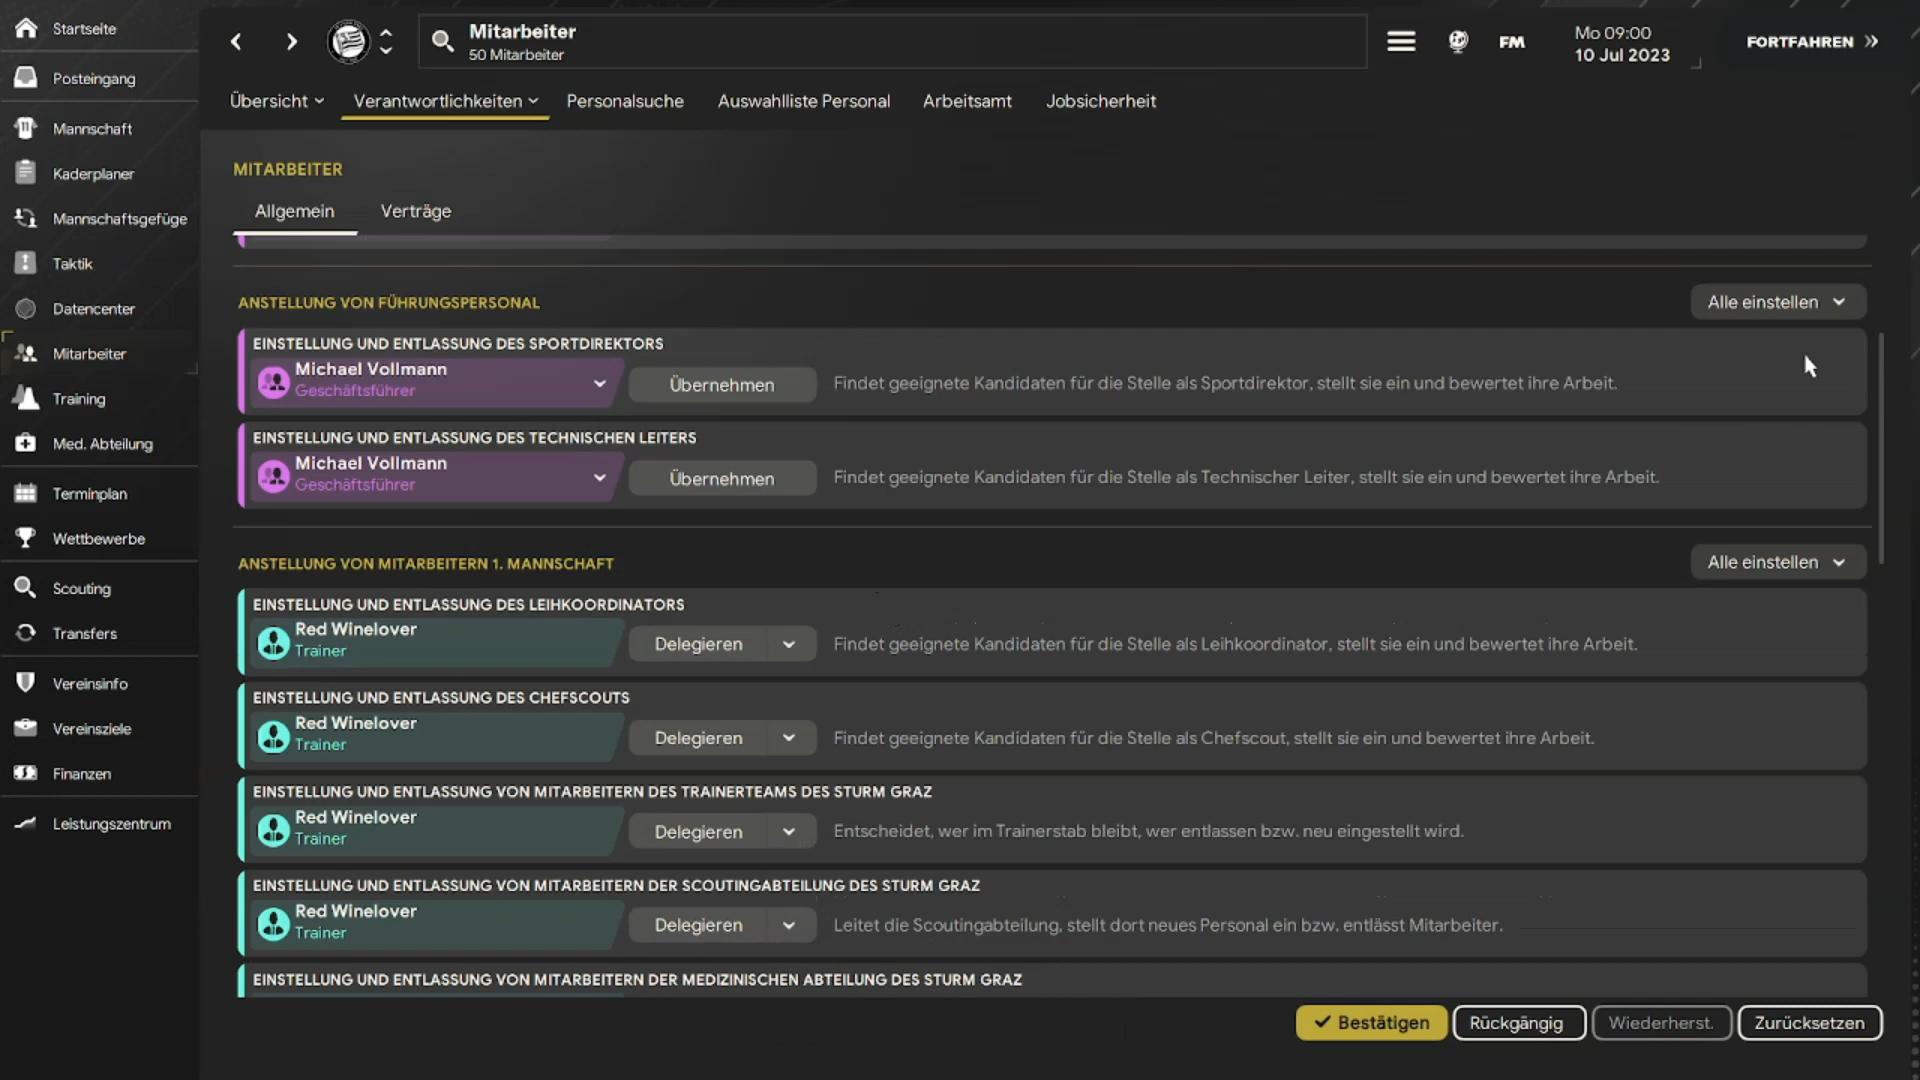 Startseite
Posteingang
Mannschaft
Kaderplaner
Mannschaftsgefüge
Taktik
Datencenter
Mitarbeiter
Training
Med. Abteilung
Terminplan
Wettbewerbe
Scouting
Transfers
Vereinsinfo
Vereinsziele
Finanzen
Leistungszentrum
Mitarbeiter
50 Mitarbeiter
FM
Mo 09:00
10 Jul 2023
FORTFAHREN
Übersicht Verantwortlichkeiten Personalsuche Auswahlliste Personal Arbeitsamt Jobsicherheit
MITARBEITER
Allgemein Verträge
ANSTELLUNG VON FÜHRUNGSPERSONAL Alle einstellen
EINSTELLUNG UND ENTLASSUNG DES SPORTDIREKTORS
Michael Vollmann
Geschäftsführer
Übernehmen Findet geeignete Kandidaten für die Stelle als Sportdirektor, stellt sie ein und bewertet ihre Arbeit.
EINSTELLUNG UND ENTLASSUNG DES TECHNISCHEN LEITERS
Michael Vollmann
Geschäftsführer
Übernehmen Findet geeignete Kandidaten für die Stelle als Technischer Leiter, stellt sie ein und bewertet ihre Arbeit.
ANSTELLUNG VON MITARBEITERN 1. MANNSCHAFT Alle einstellen
EINSTELLUNG UND ENTLASSUNG DES LEIHKOORDINATORS
Red Winelover
Trainer
Delegieren Findet geeignete Kandidaten für die Stelle als Leihkoordinator, stellt sie ein und bewertet ihre Arbeit.
EINSTELLUNG UND ENTLASSUNG DES CHEFSCOUTS
Red Winelover
Trainer
Delegieren Findet geeignete Kandidaten für die Stelle als Chefscout, stellt sie ein und bewertet ihre Arbeit.
EINSTELLUNG UND ENTLASSUNG VON MITARBEITERN DES TRAINERTEAMS DES STURM GRAZ
Red Winelover
Trainer
Delegieren Entscheidet, wer im Trainerstab bleibt, wer entlassen bzw. neu eingestellt wird.
EINSTELLUNG UND ENTLASSUNG VON MITARBEITERN DER SCOUTINGABTEILUNG DES STURM GRAZ
Red Winelover
Trainer
Delegieren Leitet die Scoutingabteilung, stellt dort neues Personal ein bzw. entlässt Mitarbeiter.
EINSTELLUNG UND ENTLASSUNG VON MITARBEITERN DER MEDIZINISCHEN ABTEILUNG DES STURM GRAZ
Bestätigen Rückgängig Wiederherst. Zurücksetzen